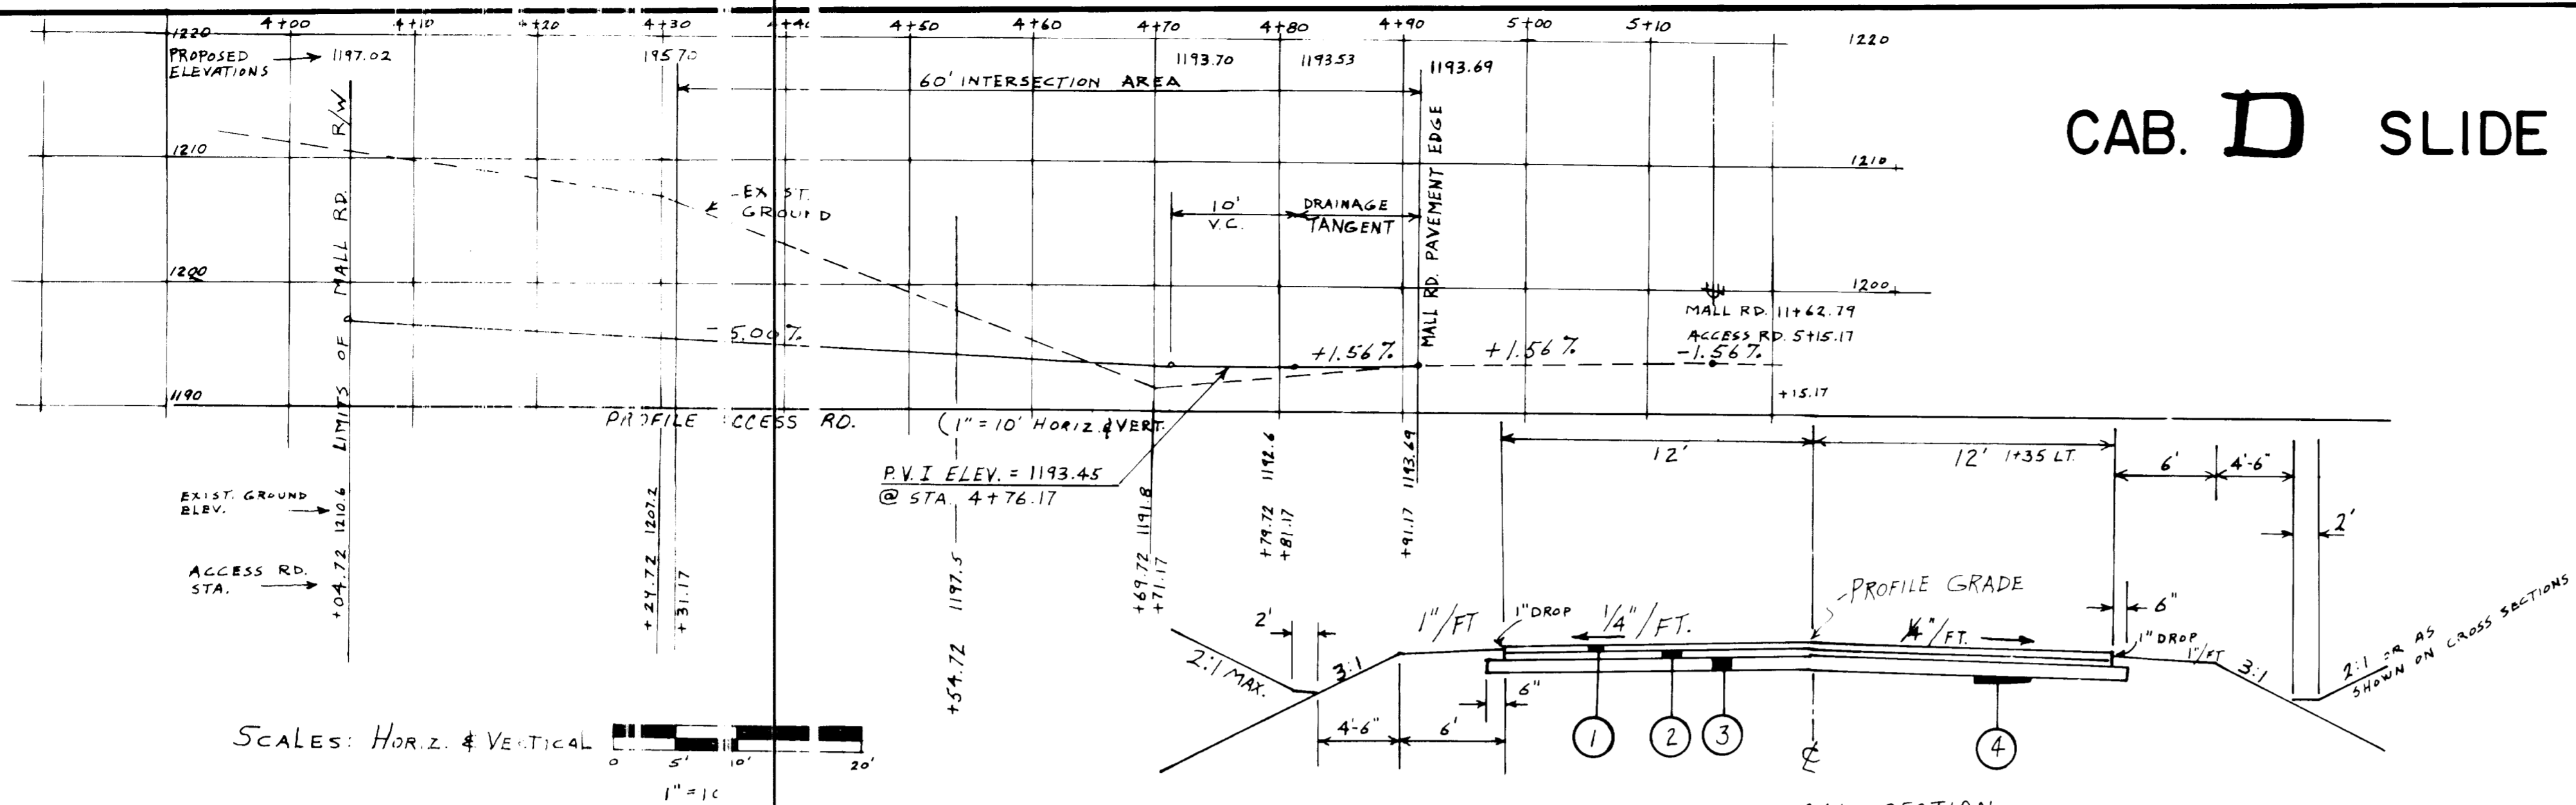 4+00 4+10 4+20 4+30 4+40 4+50 4+60 4+70 4+80 4+90 5+00 5+10
1220 1220
PROPOSED
ELEVATIONS
1197.02 195.70 1193.70 1193.53 1193.69
60' INTERSECTION AREA
CAB. D SLIDE
LIMITS OF MALL RD. R/W
MALL RD. PAVEMENT EDGE
1210 1210
EXIST.
GROUND
10'
V.C.
DRAINAGE
TANGENT
1200 1200
MALL RD. 11+62.79
ACCESS RD. 5+15.17
-5.00%
+1.56% +1.56% -1.56%
1190
+15.17
PROFILE ACCESS RD. (1"=10' HORIZ. & VERT.
P.V.I ELEV. = 1193.45
@ STA. 4+76.17
EXIST. GROUND
ELEV.
ACCESS RD.
STA.
+04.72 1210.6
+29.72 1207.2
+31.17
+54.72 1197.5
+69.72 1191.8
+71.17
+79.72 1192.6
+81.17
+91.17 1193.69
12' 12' 1+35 LT. 6' 4'-6"
2'
PROFILE GRADE
2' 1"/FT 1" DROP 1/4"/FT. 1/4"/FT. 6"
1" DROP
1"/FT
2:1 MAX. 3:1 3:1
2:1 OR AS
SHOWN ON CROSS SECTIONS
6"
4'-6" 6'
1 2 3 4
℄
SCALES: HORIZ. & VERTICAL
0 5' 10' 20'
1"=10
SECTION